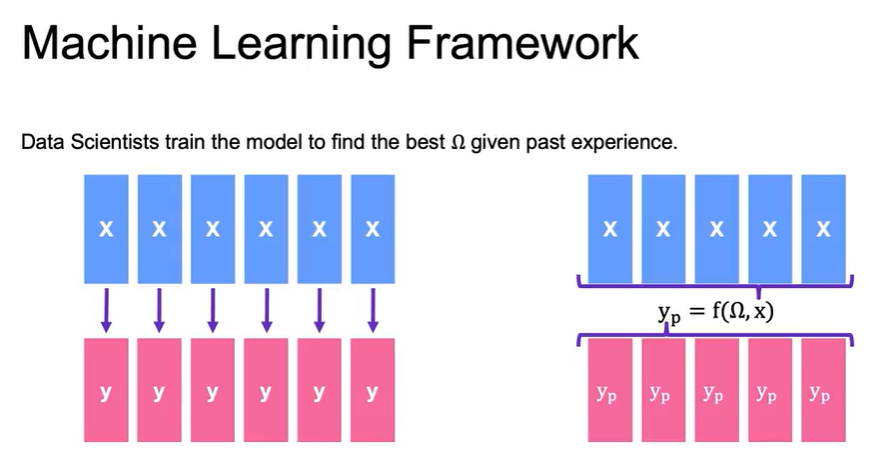 Machine Learning Framework
Data Scientists train the model to find the best Ω given past experience.
x x x x x x
x x x x x
yₚ = f(Ω, x)
y y y y y y
yₚ yₚ yₚ yₚ yₚ